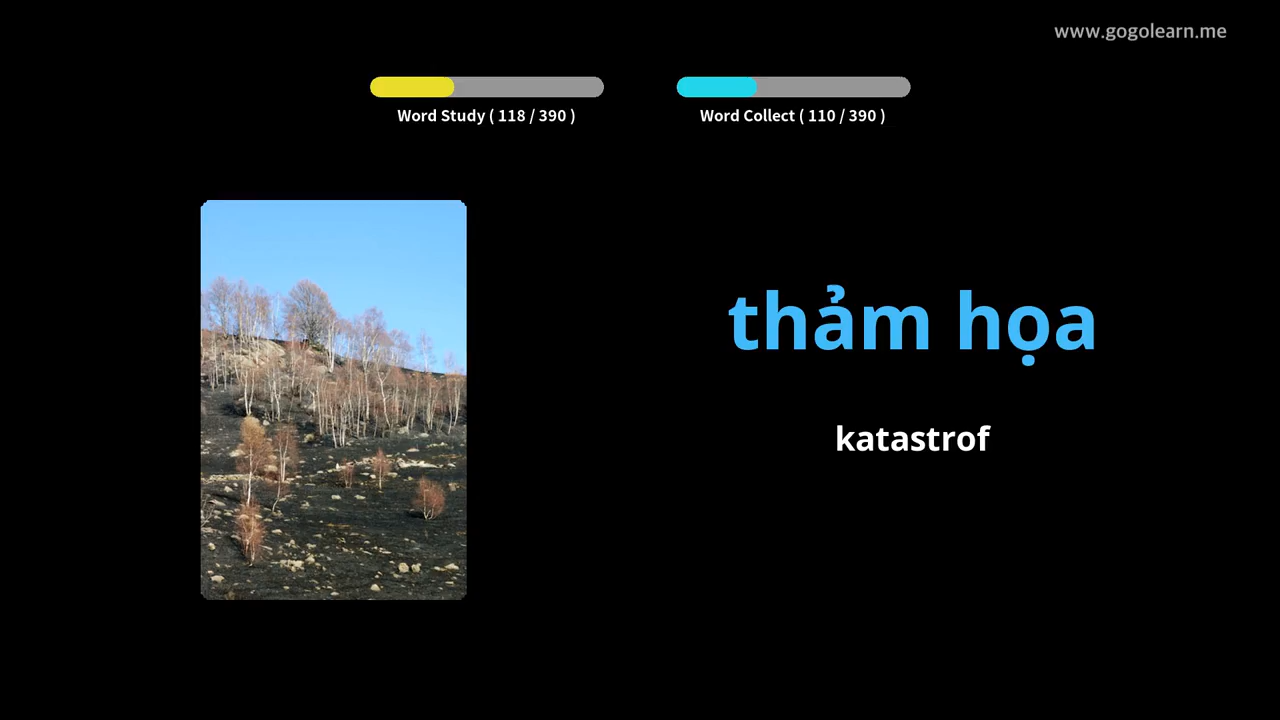 www.gogolearn.me
Word Study ( 118 / 390 )
Word Collect ( 110 / 390 )
thảm họa
katastrof